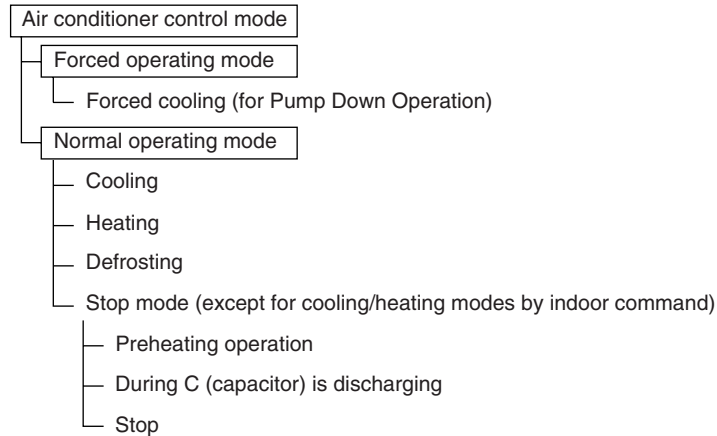 Air conditioner control mode
Forced operating mode
Forced cooling (for Pump Down Operation)
Normal operating mode
Cooling
Heating
Defrosting
Stop mode (except for cooling/heating modes by indoor command)
Preheating operation
During C (capacitor) is discharging
Stop